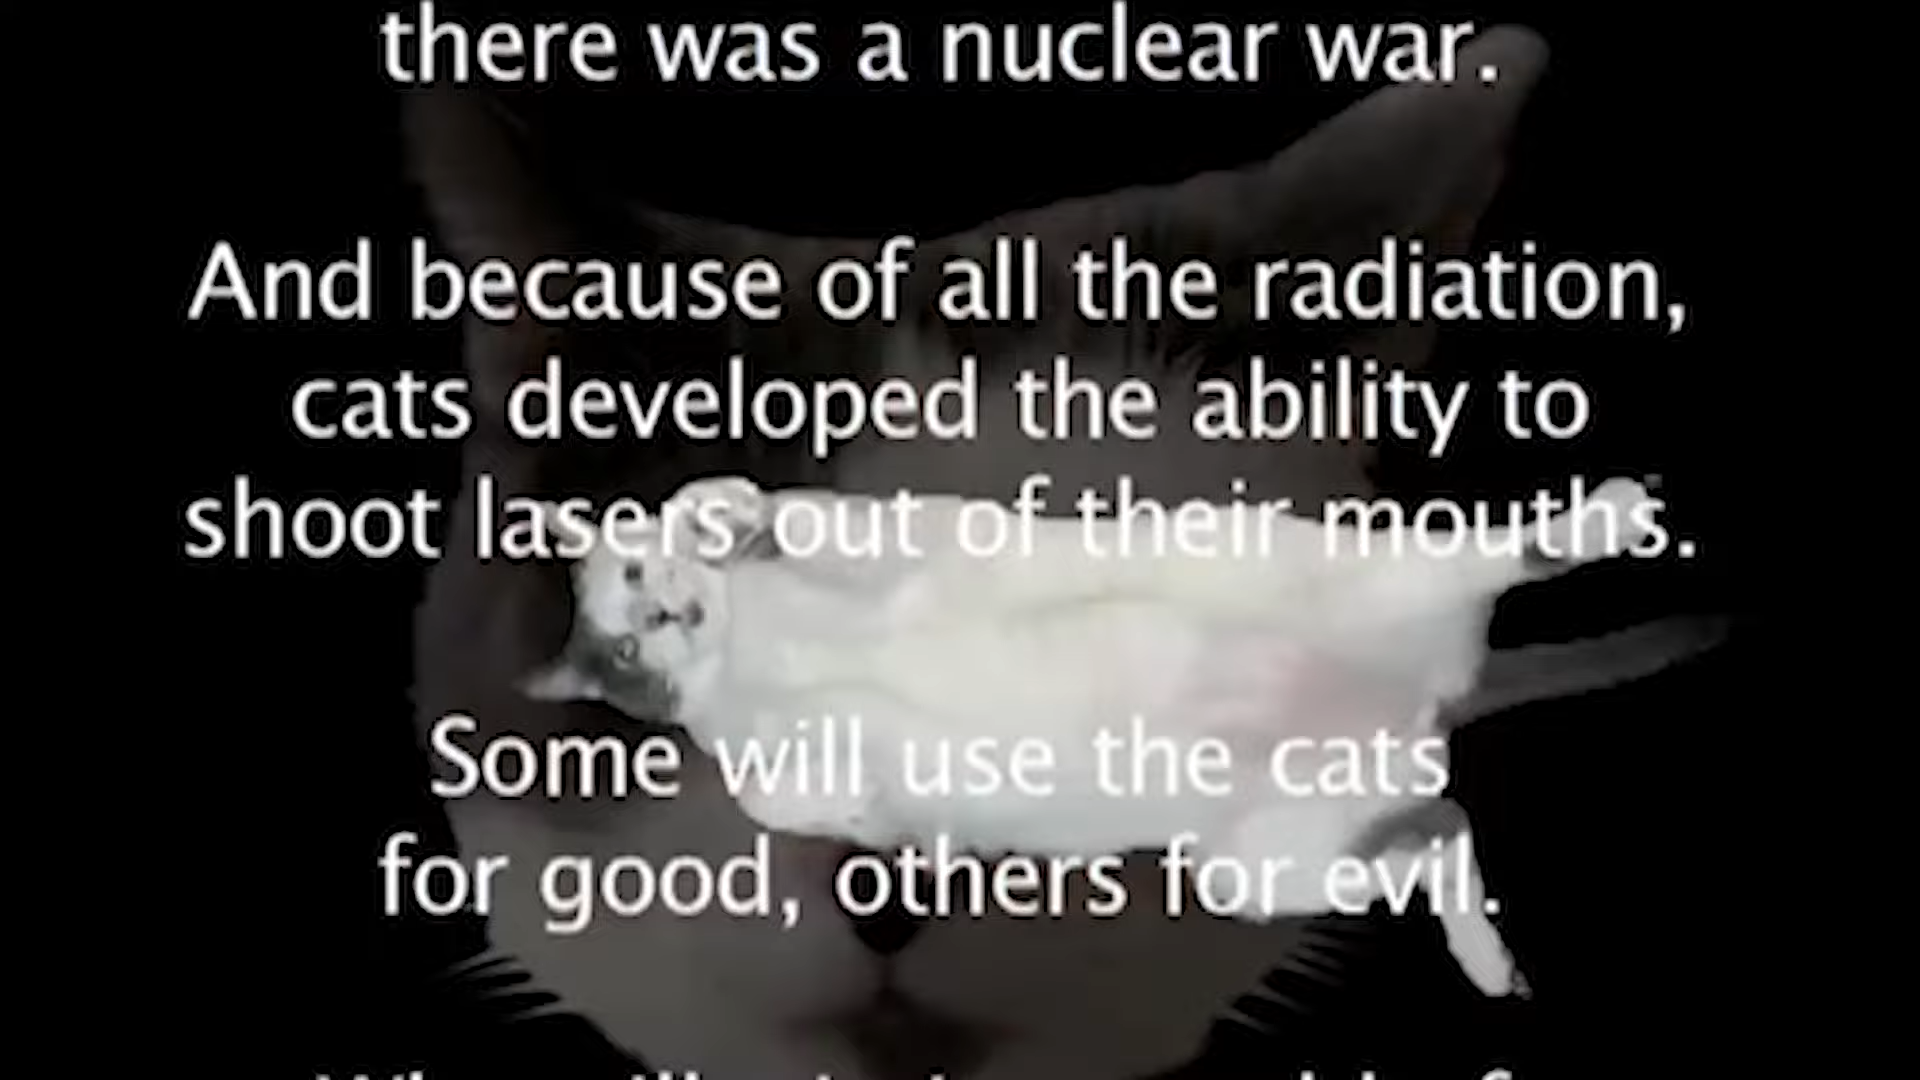 there was a nuclear war.
And because of all the radiation,
cats developed the ability to
shoot lasers out of their mouths.
Some will use the cats
for good, others for evil.